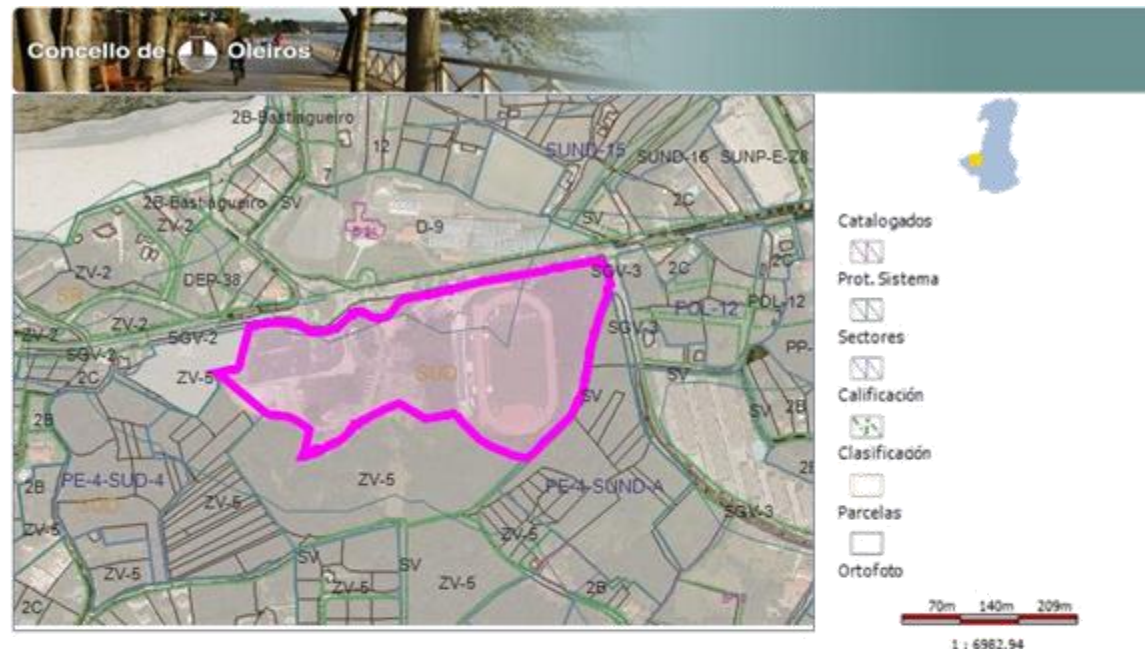 Concello de Oleiros
2B-Bastiagueiro
12
SUND-15
SUND-16
SUNP-E-Z8
7
2B-Bastiagueiro
SV
2C
ZV-2
D-9
SV
2C
ZV-2
DEP-38
SGV-3
2C
ZV-2
POL-12
POL-12
ZV-2
SGV-2
SGV-3
SGV-2
PP-
2C
ZV-5
SUD
SV
2B
SV
SV
2B
2B
PE-4-SUD-4
ZV-5
PE-4-SUND-A
2B
SUD
ZV-5
SGV-3
ZV-5
ZV-5
SV
SV
ZV-5
ZV-5
ZV-5
2B
2C
Catalogados
Prot. Sistema
Sectores
Calificación
Clasificación
Parcelas
Ortofoto
70m 140m 209m
1 : 6982.94